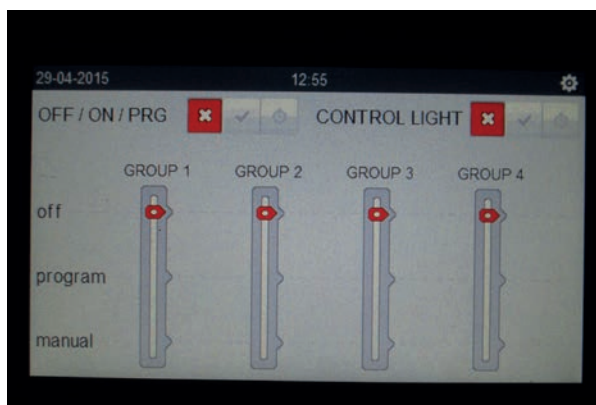 29-04-2015 12:55
OFF / ON / PRG CONTROL LIGHT
GROUP 1 GROUP 2 GROUP 3 GROUP 4
off
program
manual